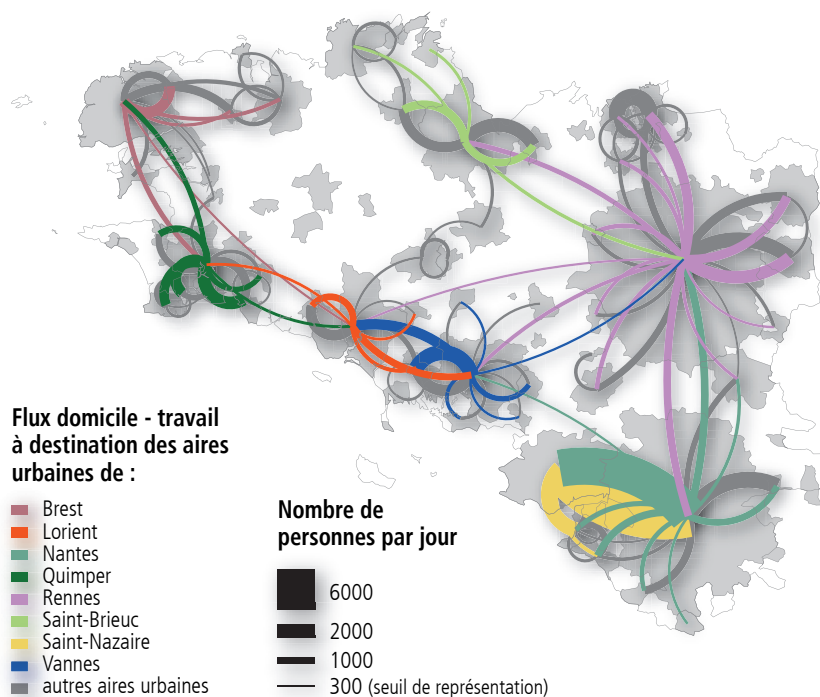 Flux domicile - travail
à destination des aires
urbaines de :
Brest
Lorient
Nantes
Quimper
Rennes
Saint-Brieuc
Saint-Nazaire
Vannes
autres aires urbaines
Nombre de
personnes par jour
6000
2000
1000
300 (seuil de représentation)